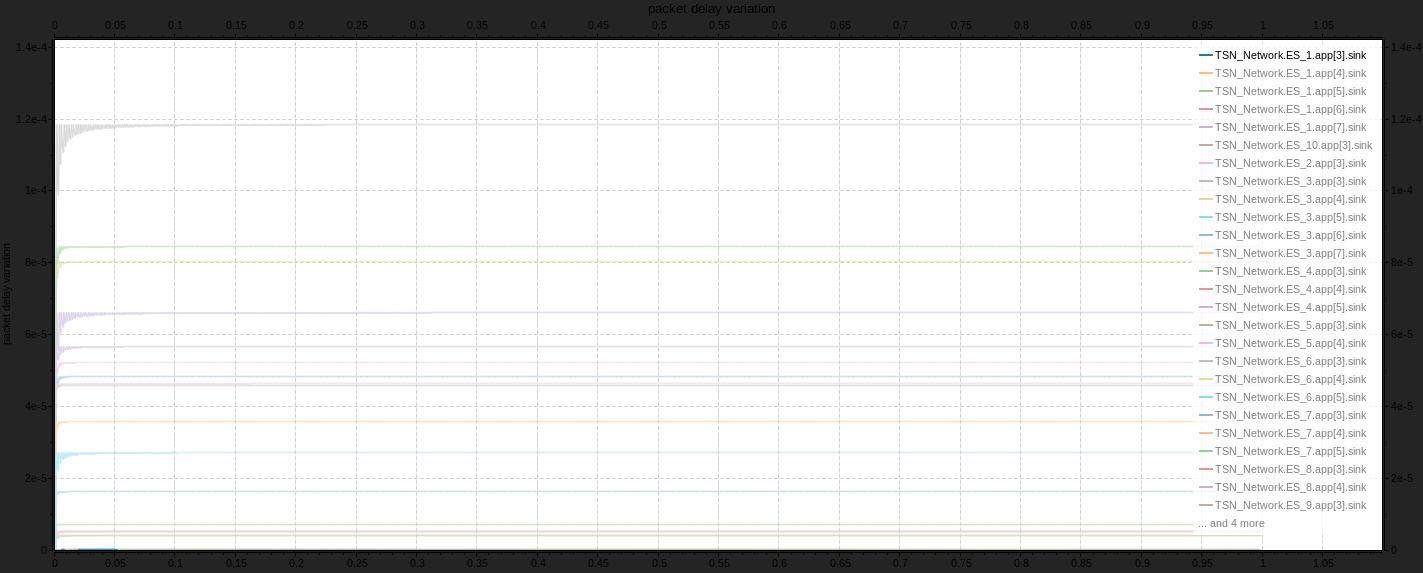 packet delay variation
0 0.05 0.1 0.15 0.2 0.25 0.3 0.35 0.4 0.45 0.5 0.55 0.6 0.65 0.7 0.75 0.8 0.85 0.9 0.95 1 1.05
1.4e-4 1.4e-4
1.2e-4 1.2e-4
1e-4 1e-4
8e-5 8e-5
6e-5 6e-5
4e-5 4e-5
2e-5 2e-5
0 0
packet delay variation
TSN_Network.ES_1.app[3].sink
TSN_Network.ES_1.app[4].sink
TSN_Network.ES_1.app[5].sink
TSN_Network.ES_1.app[6].sink
TSN_Network.ES_1.app[7].sink
TSN_Network.ES_10.app[3].sink
TSN_Network.ES_2.app[3].sink
TSN_Network.ES_3.app[3].sink
TSN_Network.ES_3.app[4].sink
TSN_Network.ES_3.app[5].sink
TSN_Network.ES_3.app[6].sink
TSN_Network.ES_3.app[7].sink
TSN_Network.ES_4.app[3].sink
TSN_Network.ES_4.app[4].sink
TSN_Network.ES_4.app[5].sink
TSN_Network.ES_5.app[3].sink
TSN_Network.ES_5.app[4].sink
TSN_Network.ES_6.app[3].sink
TSN_Network.ES_6.app[4].sink
TSN_Network.ES_6.app[5].sink
TSN_Network.ES_7.app[3].sink
TSN_Network.ES_7.app[4].sink
TSN_Network.ES_7.app[5].sink
TSN_Network.ES_8.app[3].sink
TSN_Network.ES_8.app[4].sink
TSN_Network.ES_9.app[3].sink
... and 4 more
0 0.05 0.1 0.15 0.2 0.25 0.3 0.35 0.4 0.45 0.5 0.55 0.6 0.65 0.7 0.75 0.8 0.85 0.9 0.95 1 1.05